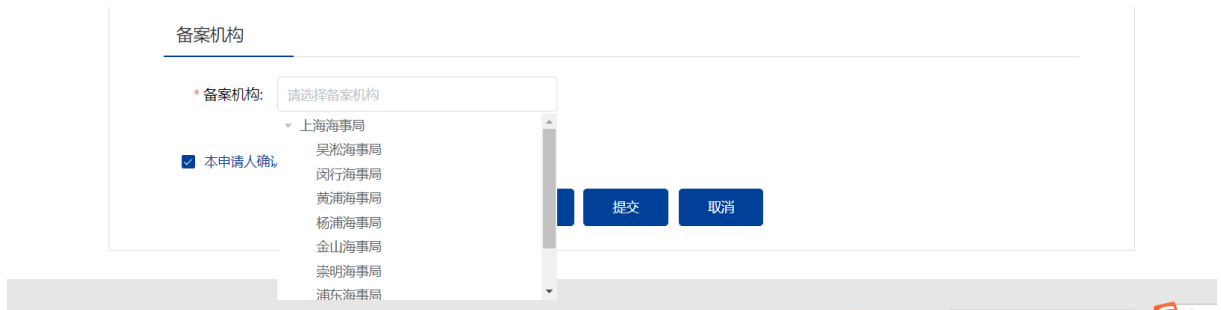 备案机构
* 备案机构: 请选择备案机构
上海海事局
吴淞海事局
本申请人确认
闵行海事局
黄浦海事局
提交 取消
杨浦海事局
金山海事局
崇明海事局
浦东海事局